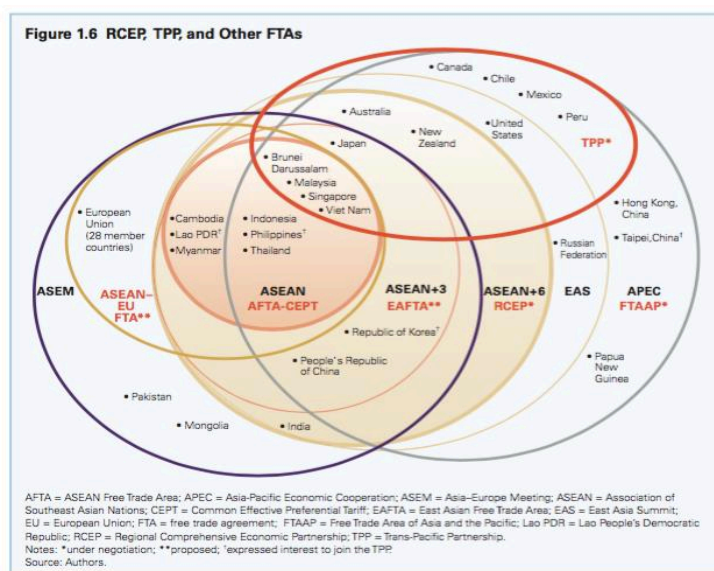 Figure 1.6 RCEP, TPP, and Other FTAs
• Canada
• Chile
• Mexico
• Peru
TPP*
• Australia
• United
States
• New
Zealand
• Japan
• Brunei
Darussalam
• Malaysia
• Singapore
• Viet Nam
• European
Union
(28 member
countries)
• Cambodia
• Lao PDR†
• Myanmar
• Indonesia
• Philippines†
• Thailand
• Hong Kong,
China
• Taipei,China†
• Russian
Federation
ASEM
ASEAN–
EU
FTA**
ASEAN
AFTA-CEPT
ASEAN+3
EAFTA**
ASEAN+6
RCEP*
EAS
APEC
FTAAP*
• Republic of Korea†
• People's Republic
of China
• Papua
New
Guinea
• Pakistan
• Mongolia
• India
AFTA = ASEAN Free Trade Area; APEC = Asia-Pacific Economic Cooperation; ASEM = Asia–Europe Meeting; ASEAN = Association of
Southeast Asian Nations; CEPT = Common Effective Preferential Tariff; EAFTA = East Asian Free Trade Area; EAS = East Asia Summit;
EU = European Union; FTA = free trade agreement; FTAAP = Free Trade Area of Asia and the Pacific; Lao PDR = Lao People's Democratic
Republic; RCEP = Regional Comprehensive Economic Partnership; TPP = Trans-Pacific Partnership.
Notes: *under negotiation; **proposed; †expressed interest to join the TPP.
Source: Authors.